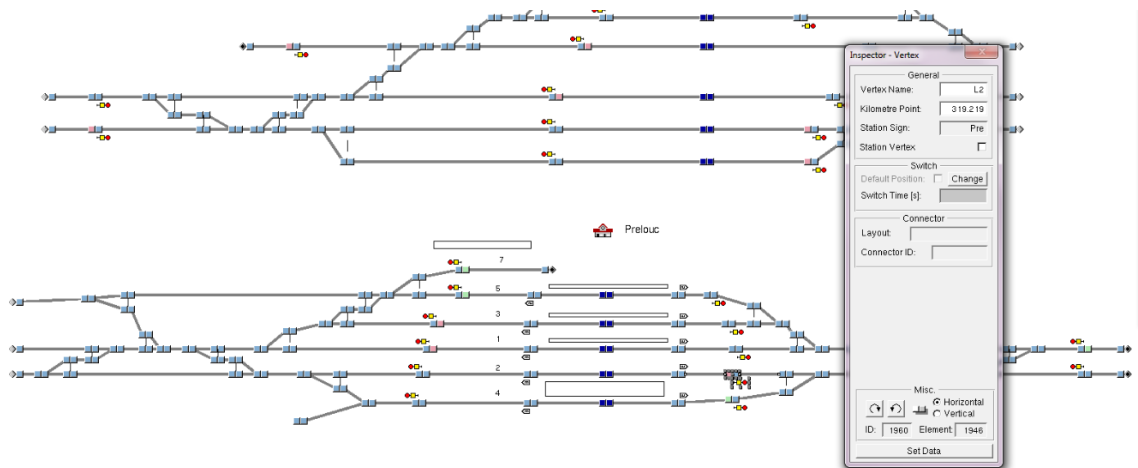 Inspector - Vertex
General
Vertex Name: L2
Kilometre Point: 319.219
Station Sign: Pre
Station Vertex
Switch
Default Position: Change
Switch Time [s]:
Connector
Layout:
Connector ID:
Prelouc
7
5
3
1
2
4
Misc.
Horizontal
Vertical
ID: 1960 Element: 1946
Set Data